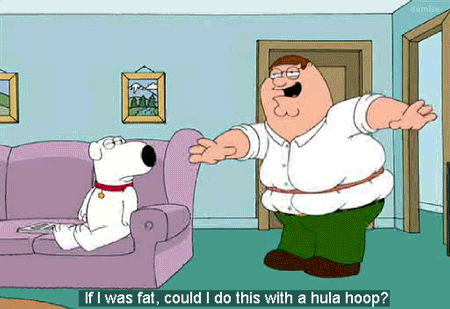 If I was fat, could I do this with a hula hoop?